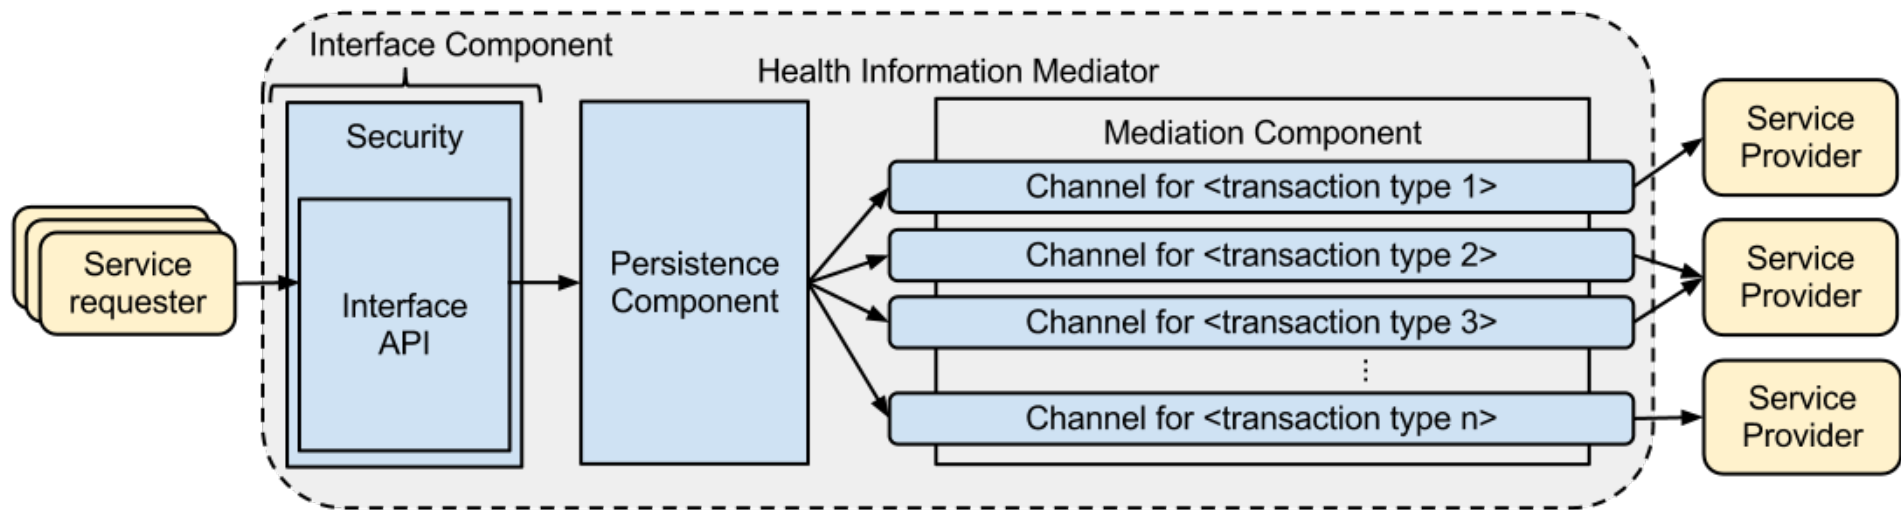 Interface Component
Health Information Mediator
Security
Interface
API
Service
requester
Persistence
Component
Mediation Component
Channel for <transaction type 1>
Channel for <transaction type 2>
Channel for <transaction type 3>
⋮
Channel for <transaction type n>
Service
Provider
Service
Provider
Service
Provider